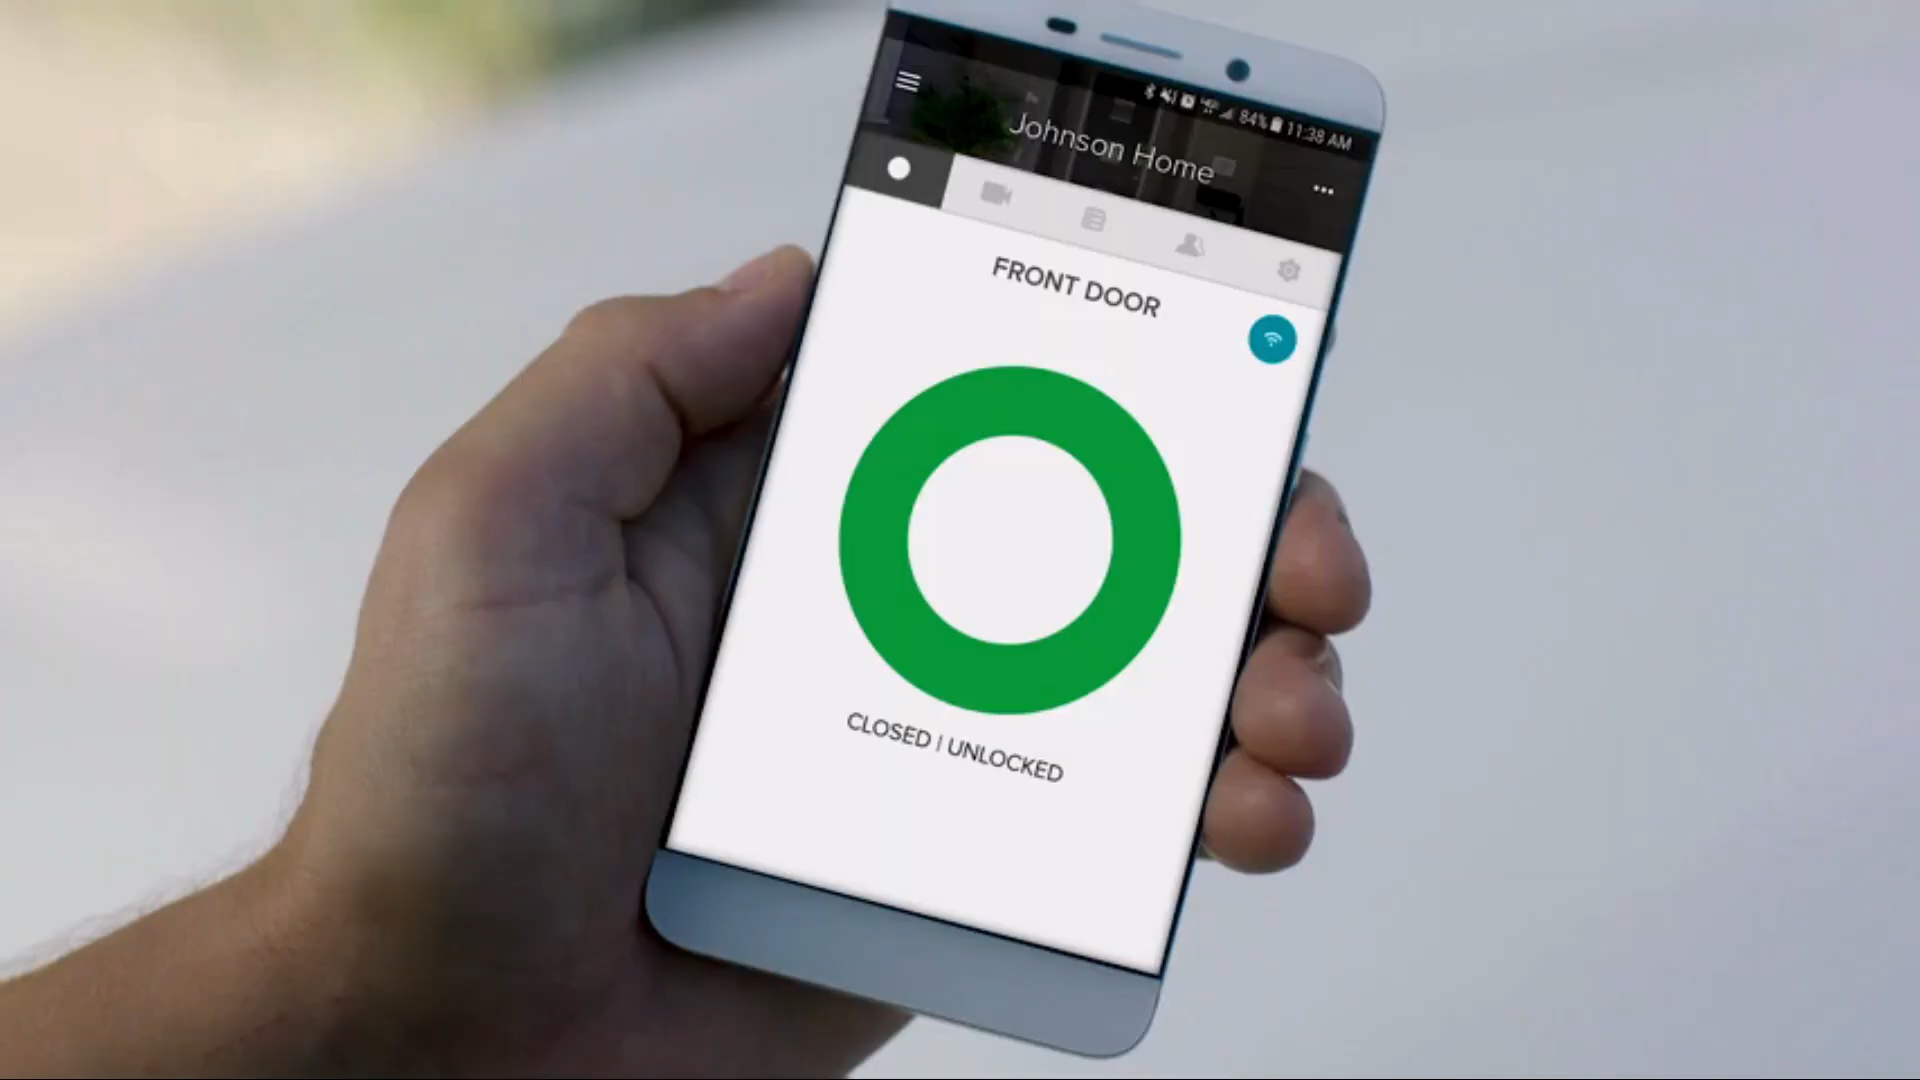 84% 11:38 AM
Johnson Home
FRONT DOOR
CLOSED | UNLOCKED